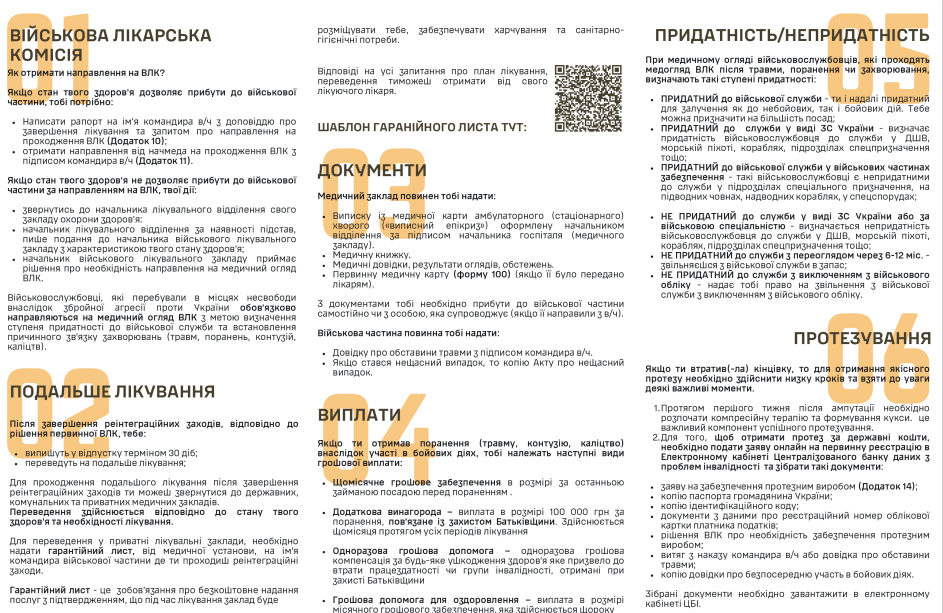 01
ВІЙСЬКОВА ЛІКАРСЬКА
КОМІСІЯ
Як отримати направлення на ВЛК?
Якщо стан твого здоров'я дозволяє прибути до військової
частини, тобі потрібно:
• Написати рапорт на ім'я командира в/ч з доповіддю про
завершення лікування та запитом про направлення на
проходження ВЛК (Додаток 10);
• отримати направлення від начмеда на проходження ВЛК з
підписом командира в/ч (Додаток 11).
Якщо стан твого здоров'я не дозволяє прибути до військової
частини за направленням на ВЛК, твої дії:
• звернутись до начальника лікувального відділення свого
закладу охорони здоров'я:
• начальник лікувального відділення за наявності підстав,
пише подання до начальника військового лікувального
закладу з характеристикою твого стану здоров'я;
• начальник військового лікувального закладу приймає
рішення про необхідність направлення на медичний огляд
ВЛК.
Військовослужбовці, які перебували в місцях несвободи
внаслідок збройної агресії проти України обов'язково
направляються на медичний огляд ВЛК з метою визначення
ступеня придатності до військової служби та встановлення
причинного зв'язку захворювань (травм, поранень, контузій,
каліцтв).
02
ПОДАЛЬШЕ ЛІКУВАННЯ
Після завершення реінтеграційних заходів, відповідно до
рішення первинної ВЛК, тебе:
• випишуть у відпустку терміном 30 діб;
• переведуть на подальше лікування;
Для проходження подальшого лікування після завершення
реінтеграційних заходів ти можеш звернутися до державних,
комунальних та приватних медичних закладів.
Переведення здійснюється відповідно до стану твого
здоров'я та необхідності лікування.
Для переведення у приватні лікувальні заклади, необхідно
надати гарантійний лист, від медичної установи, на ім'я
командира військової частини де ти проходиш реінтеграційні
заходи.
Гарантійний лист - це зобов'язання про безкоштовне надання
послуг з підтвердженням, що під час лікування заклад буде
розміщувати тебе, забезпечувати харчування та санітарно-
гігієнічні потреби.
Відповіді на усі запитання про план лікування,
переведення тиможеш отримати від свого
лікуючого лікаря.
ШАБЛОН ГАРАНІЙНОГО ЛИСТА ТУТ:
03
ДОКУМЕНТИ
Медичний заклад повинен тобі надати:
• Виписку із медичної карти амбулаторного (стаціонарного)
хворого («виписний епікриз») оформлену начальником
відділення за підписом начальника госпіталя (медичного
закладу).
• Медичну книжку.
• Медичні довідки, результати оглядів, обстежень.
• Первинну медичну карту (форму 100) (якщо її було передано
лікарям).
З документами тобі необхідно прибути до військової частини
самостійно чи з особою, яка супроводжує (якщо її направили з в/ч).
Військова частина повинна тобі надати:
• Довідку про обставини травми з підписом командира в/ч.
• Якщо стався нещасний випадок, то копію Акту про нещасний
випадок.
04
ВИПЛАТИ
Якщо ти отримав поранення (травму, контузію, каліцтво)
внаслідок участі в бойових діях, тобі належать наступні види
грошової виплати:
• Щомісячне грошове забезпечення в розмірі за останньою
займаною посадою перед пораненням .
• Додаткова винагорода – виплата в розмірі 100 000 грн за
поранення, пов'язане із захистом Батьківщини. Здійснюється
Щомісяця протягом усіх періодів лікування
• Одноразова грошова допомога – одноразова грошова
компенсація за будь-яке ушкодження здоров'я яке призвело до
втрати працездатності чи групи інвалідності, отримані при
захисті Батьківщини
• Грошова допомога для оздоровлення – виплата в розмірі
місячного грошового забезпечення, яка здійснюється щороку
05
ПРИДАТНІСТЬ/НЕПРИДАТНІСТЬ
При медичному огляді військовослужбовців, які проходять
медогляд ВЛК після травми, поранення чи захворювання,
визначають такі ступені придатності:
• ПРИДАТНИЙ до військової служби - ти і надалі придатний
для залучення як до небойових, так і бойових дій. Тебе
можна призначити на більшість посад;
• ПРИДАТНИЙ до служби у виді ЗС України - визначає
придатність військовослужбовця до служби у ДШВ,
морській піхоті, кораблях, підрозділах спецпризначення
тощо;
• ПРИДАТНИЙ до військової служби у військових частинах
забезпечення - такі військовослужбовці є непридатними
до служби у підрозділах спеціального призначення, на
підводних човнах, надводних кораблях, у спецспорудах;
• НЕ ПРИДАТНИЙ до служби у виді ЗС України або за
військовою спеціальністю - визначається непридатність
військовослужбовця до служби у ДШВ, морській піхоті,
кораблях, підрозділах спецпризначення тощо;
• НЕ ПРИДАТНИЙ до служби з переоглядом через 6-12 міс. -
звільняєшся з військової служби в запас;
• НЕ ПРИДАТНИЙ до служби з виключенням з військового
обліку - надає тобі право на звільнення з військової
служби з виключенням з військового обліку.
06
ПРОТЕЗУВАННЯ
Якщо ти втратив(-ла) кінцівку, то для отримання якісного
протезу необхідно здійснити низку кроків та взяти до уваги
деякі важливі моменти.
1.Протягом першого тижня після ампутації необхідно
розпочати компресійну терапію та формування кукси. це
важливий компонент успішного протезування.
2.Для того, щоб отримати протез за державні кошти,
необхідно подати заяву онлайн на первинну реєстрацію в
Електронному кабінеті Централізованого банку даних з
проблем інвалідності та зібрати такі документи:
• заяву на забезпечення протезним виробом (Додаток 14);
• копію паспорта громадянина України;
• копію ідентифікаційного коду;
• документи з даними про реєстраційний номер облікової
картки платника податків;
• рішення ВЛК про необхідність забезпечення протезним
виробом;
• витяг з наказу командира в/ч або довідка про обставини
травми;
• копію довідки про безпосередню участь в бойових діях.
Зібрані документи необхідно завантажити в електронному
кабінеті ЦБІ.